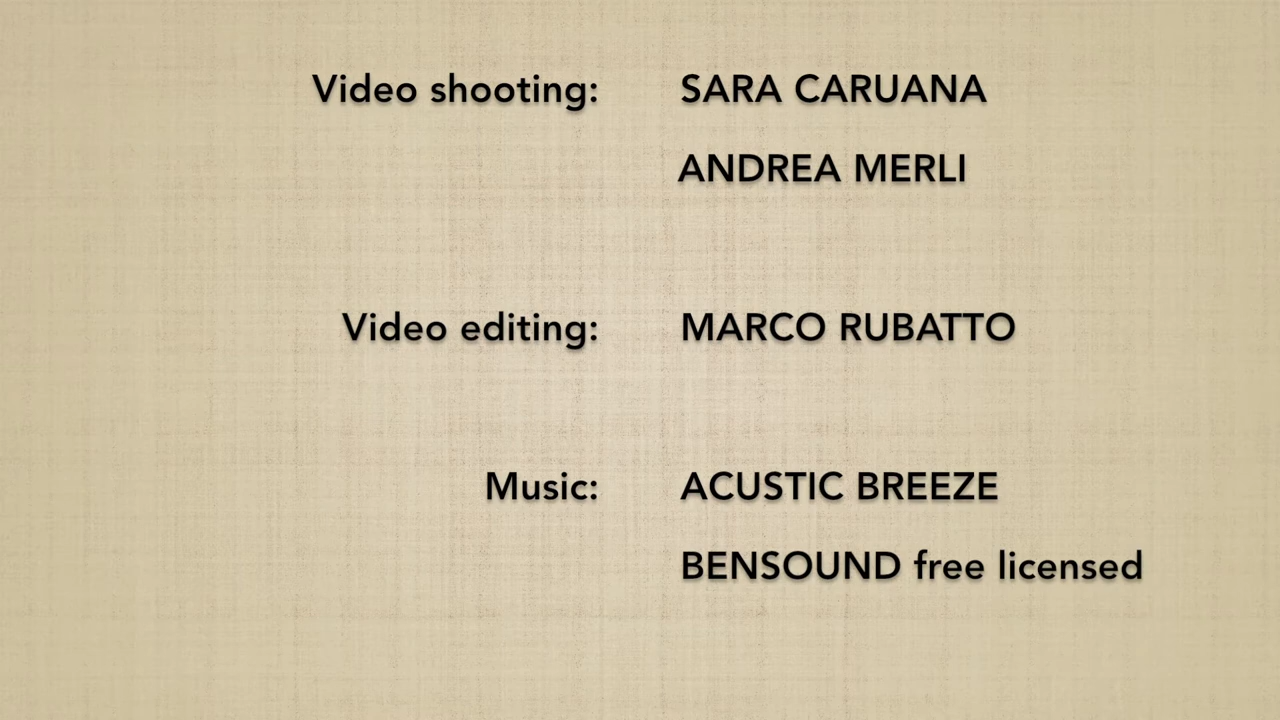 Video shooting: SARA CARUANA
ANDREA MERLI
Video editing: MARCO RUBATTO
Music: ACUSTIC BREEZE
BENSOUND free licensed